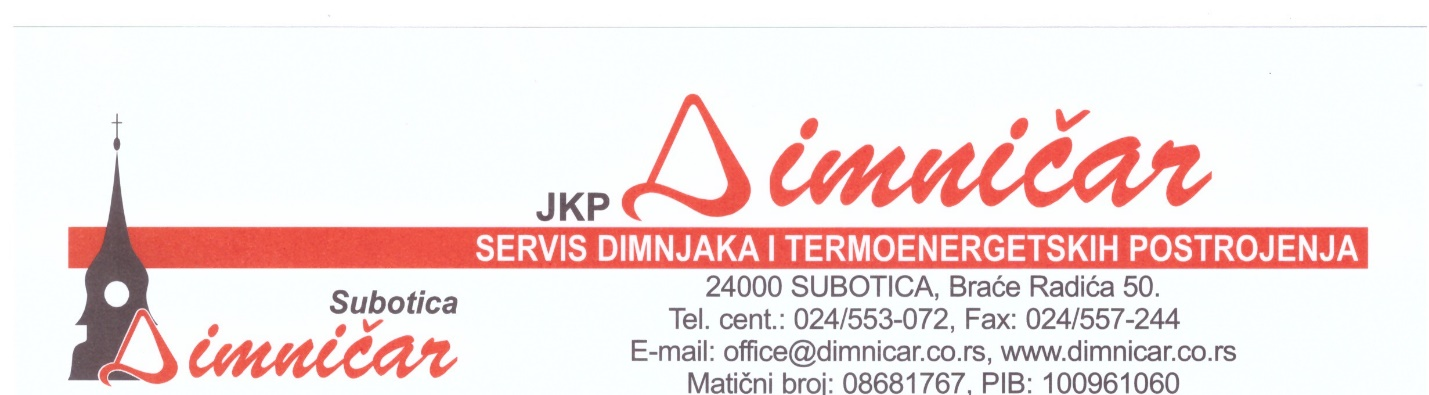 JKP Dimničar
SERVIS DIMNJAKA I TERMOENERGETSKIH POSTROJENJA
24000 SUBOTICA, Braće Radića 50.
Tel. cent.: 024/553-072, Fax: 024/557-244
E-mail: office@dimnicar.co.rs, www.dimnicar.co.rs
Matični broj: 08681767, PIB: 100961060
Subotica
Dimničar